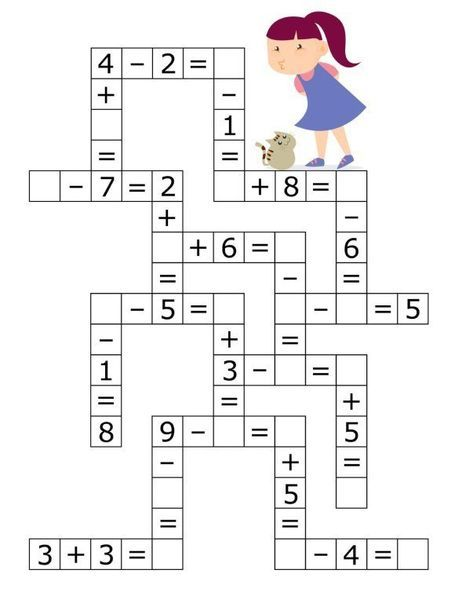 4 – 2 =
+ –
1
= =
– 7 = 2 + 8 =
+ –
+ 6 = 6
= – =
– 5 = – = 5
– + =
1 3 – =
= = +
8 9 – = 5
– + =
5
= =
3 + 3 = – 4 =